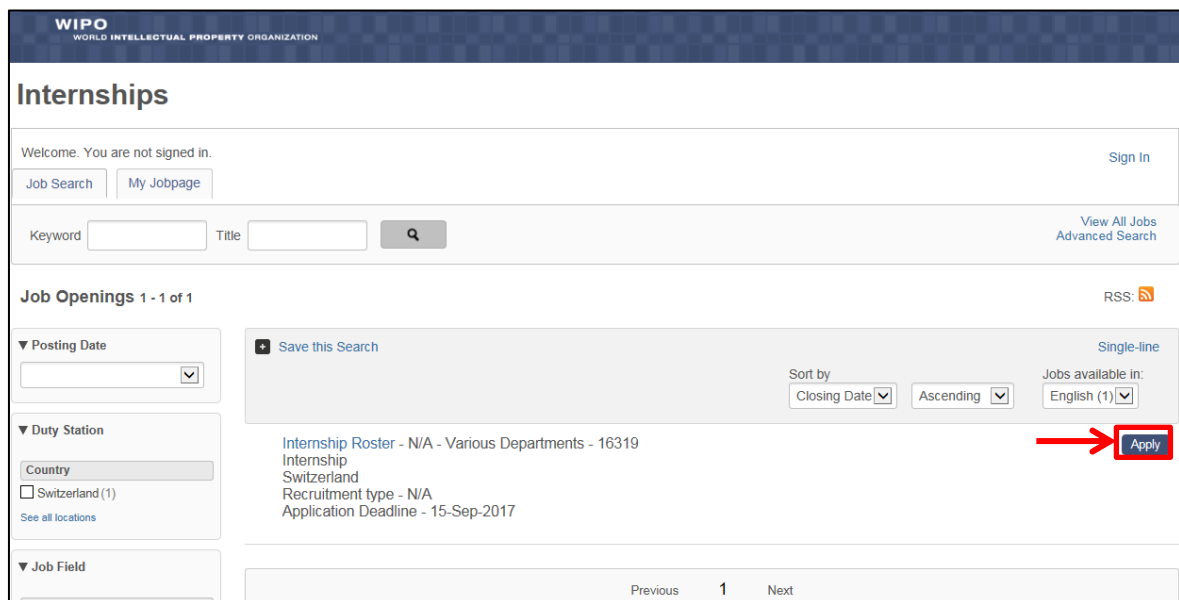 WIPO
WORLD INTELLECTUAL PROPERTY ORGANIZATION
Internships
Welcome. You are not signed in.
Sign In
Job Search My Jobpage
Keyword Title
View All Jobs
Advanced Search
Job Openings 1 - 1 of 1
RSS:
Posting Date
Save this Search
Single-line
Sort by
Jobs available in:
Closing Date Ascending English (1)
Duty Station
Country
Switzerland (1)
See all locations
Internship Roster - N/A - Various Departments - 16319
Apply
Internship
Switzerland
Recruitment type - N/A
Application Deadline - 15-Sep-2017
Job Field
Previous 1 Next